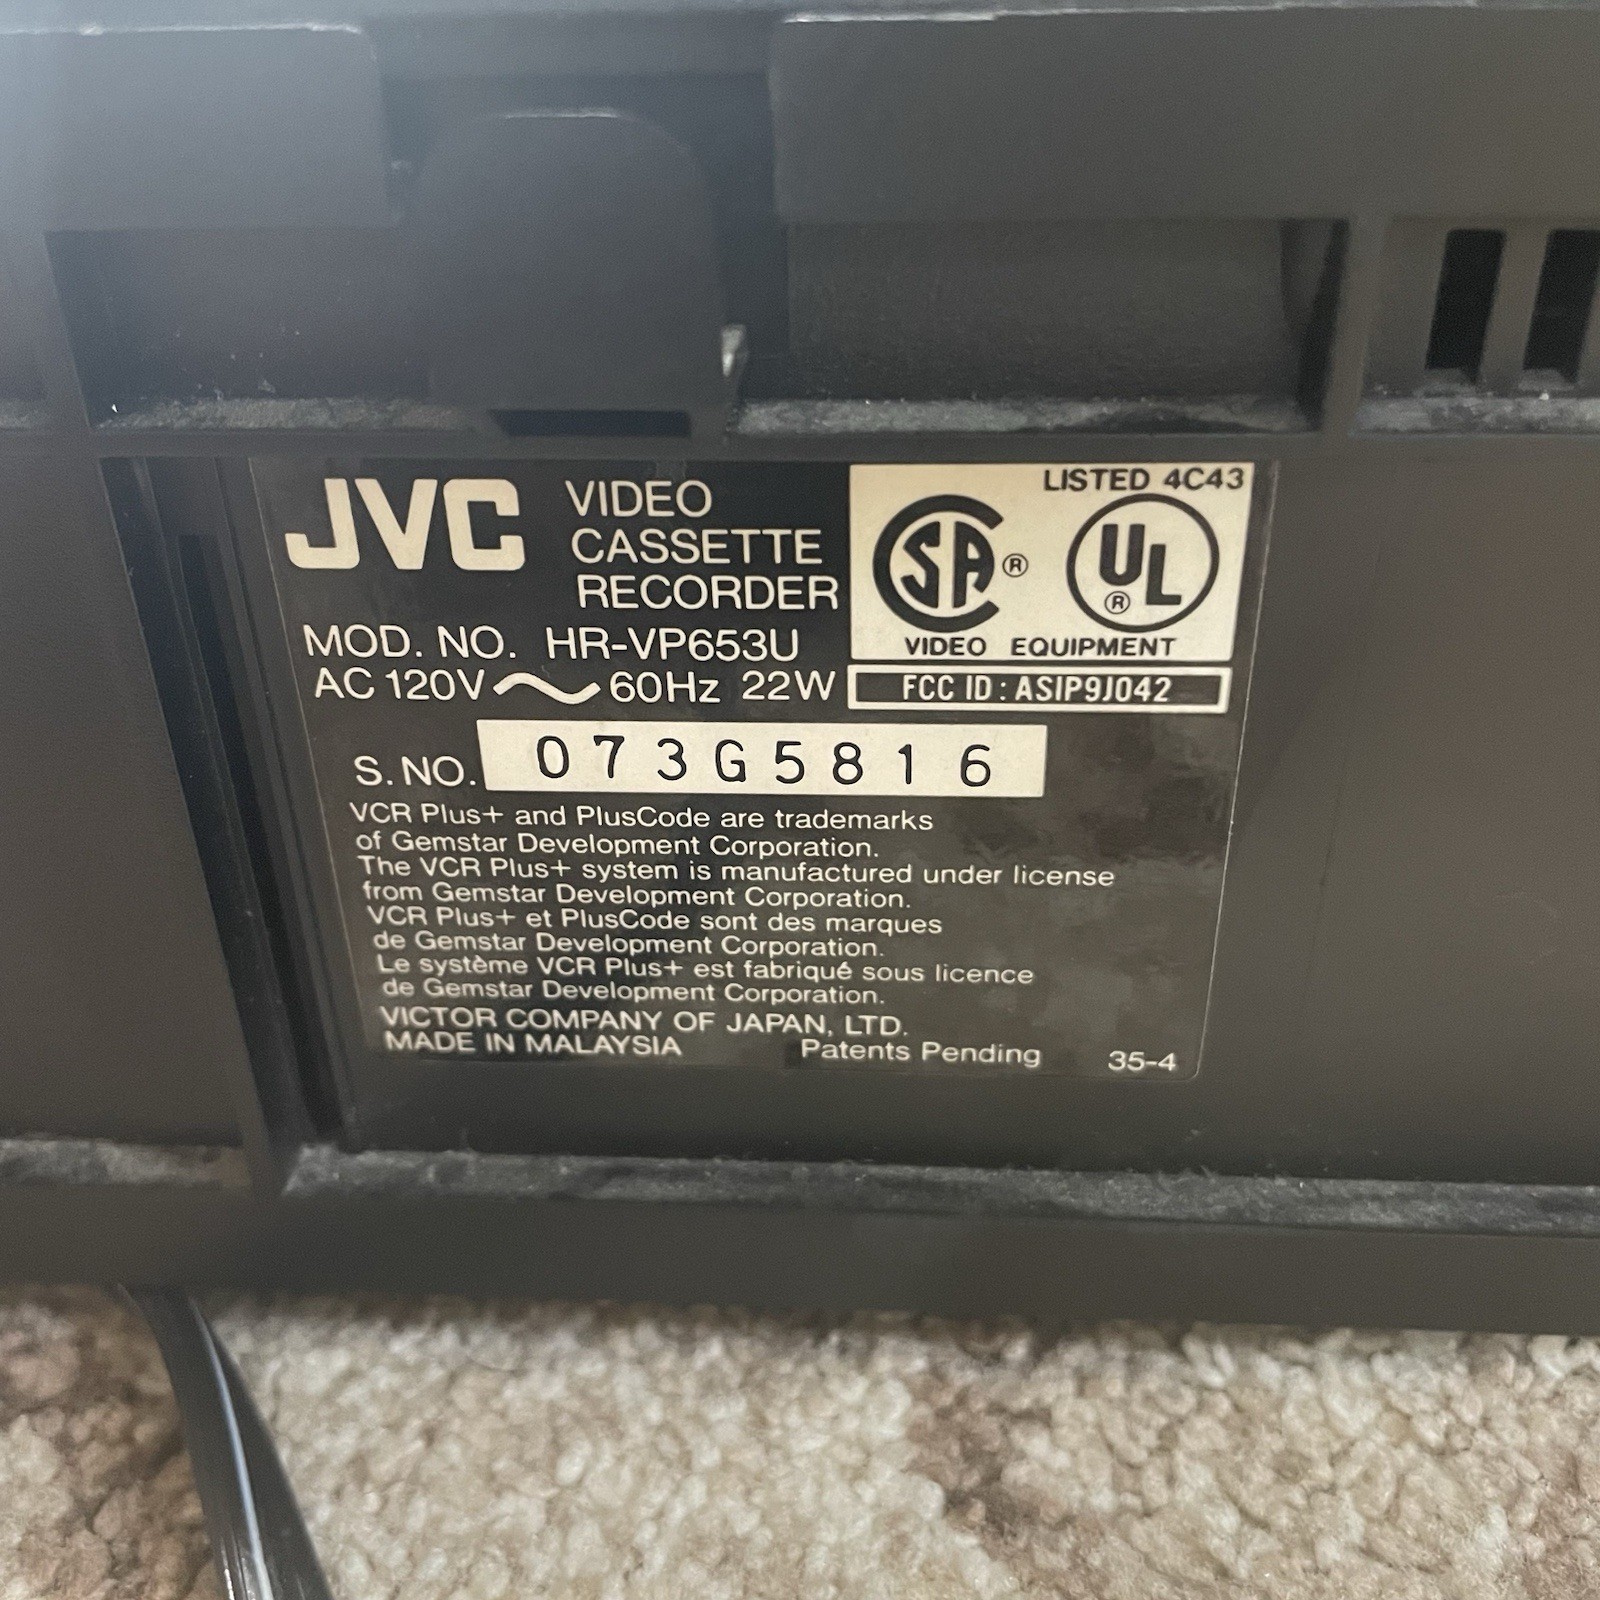 JVC VIDEO
CASSETTE
RECORDER
LISTED 4C43
SA ® UL ®
VIDEO EQUIPMENT
MOD. NO. HR-VP653U
AC 120V ~ 60Hz 22W
FCC ID : ASIP9J042
S. NO. 073G5816
VCR Plus+ and PlusCode are trademarks
of Gemstar Development Corporation.
The VCR Plus+ system is manufactured under license
from Gemstar Development Corporation.
VCR Plus+ et PlusCode sont des marques
de Gemstar Development Corporation.
Le système VCR Plus+ est fabriqué sous licence
de Gemstar Development Corporation.
VICTOR COMPANY OF JAPAN, LTD.
MADE IN MALAYSIA Patents Pending 35-4